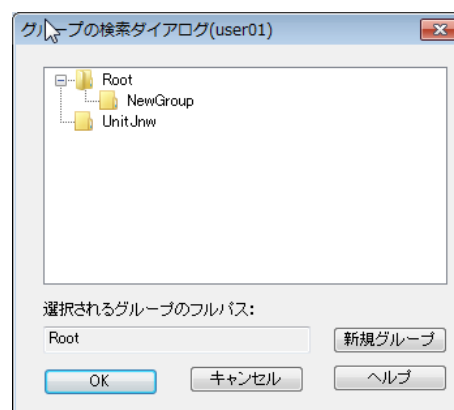 グループの検索ダイアログ(user01)
Root
NewGroup
UnitJnw
選択されるグループのフルパス:
Root 新規グループ
OK キャンセル ヘルプ